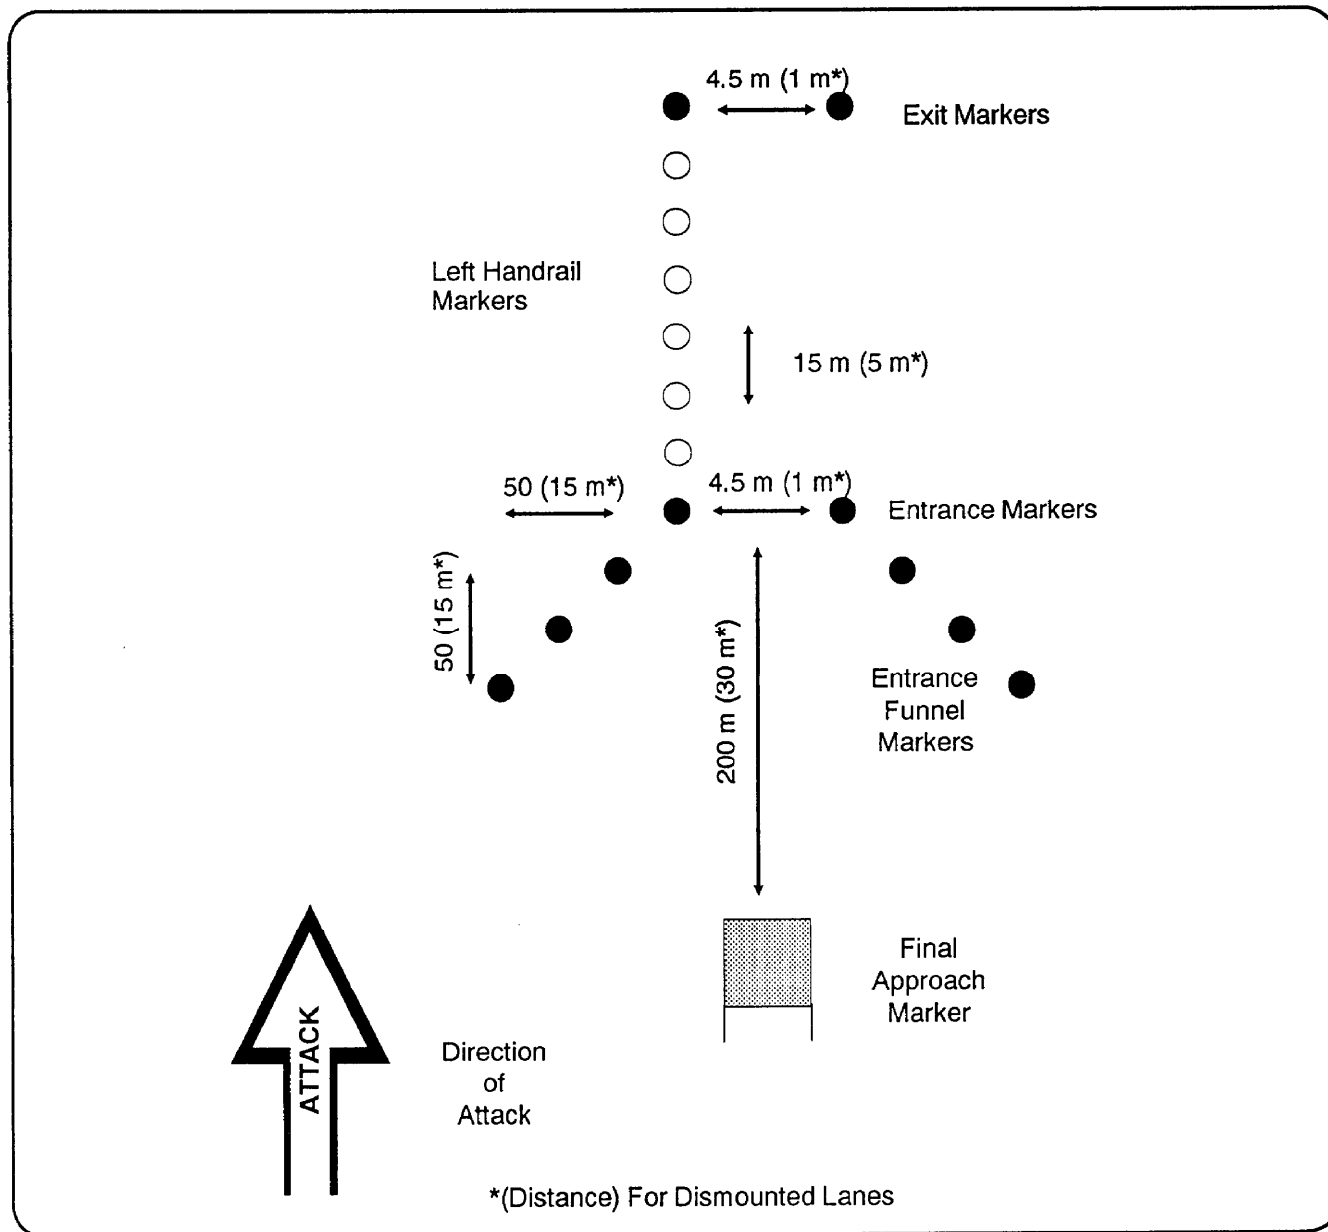 4.5 m (1 m*)
Exit Markers
Left Handrail
Markers
15 m (5 m*)
50 (15 m*)
4.5 m (1 m*)
Entrance Markers
50 (15 m*)
200 m (30 m*)
Entrance
Funnel
Markers
Final
Approach
Marker
ATTACK
Direction
of
Attack
*(Distance) For Dismounted Lanes